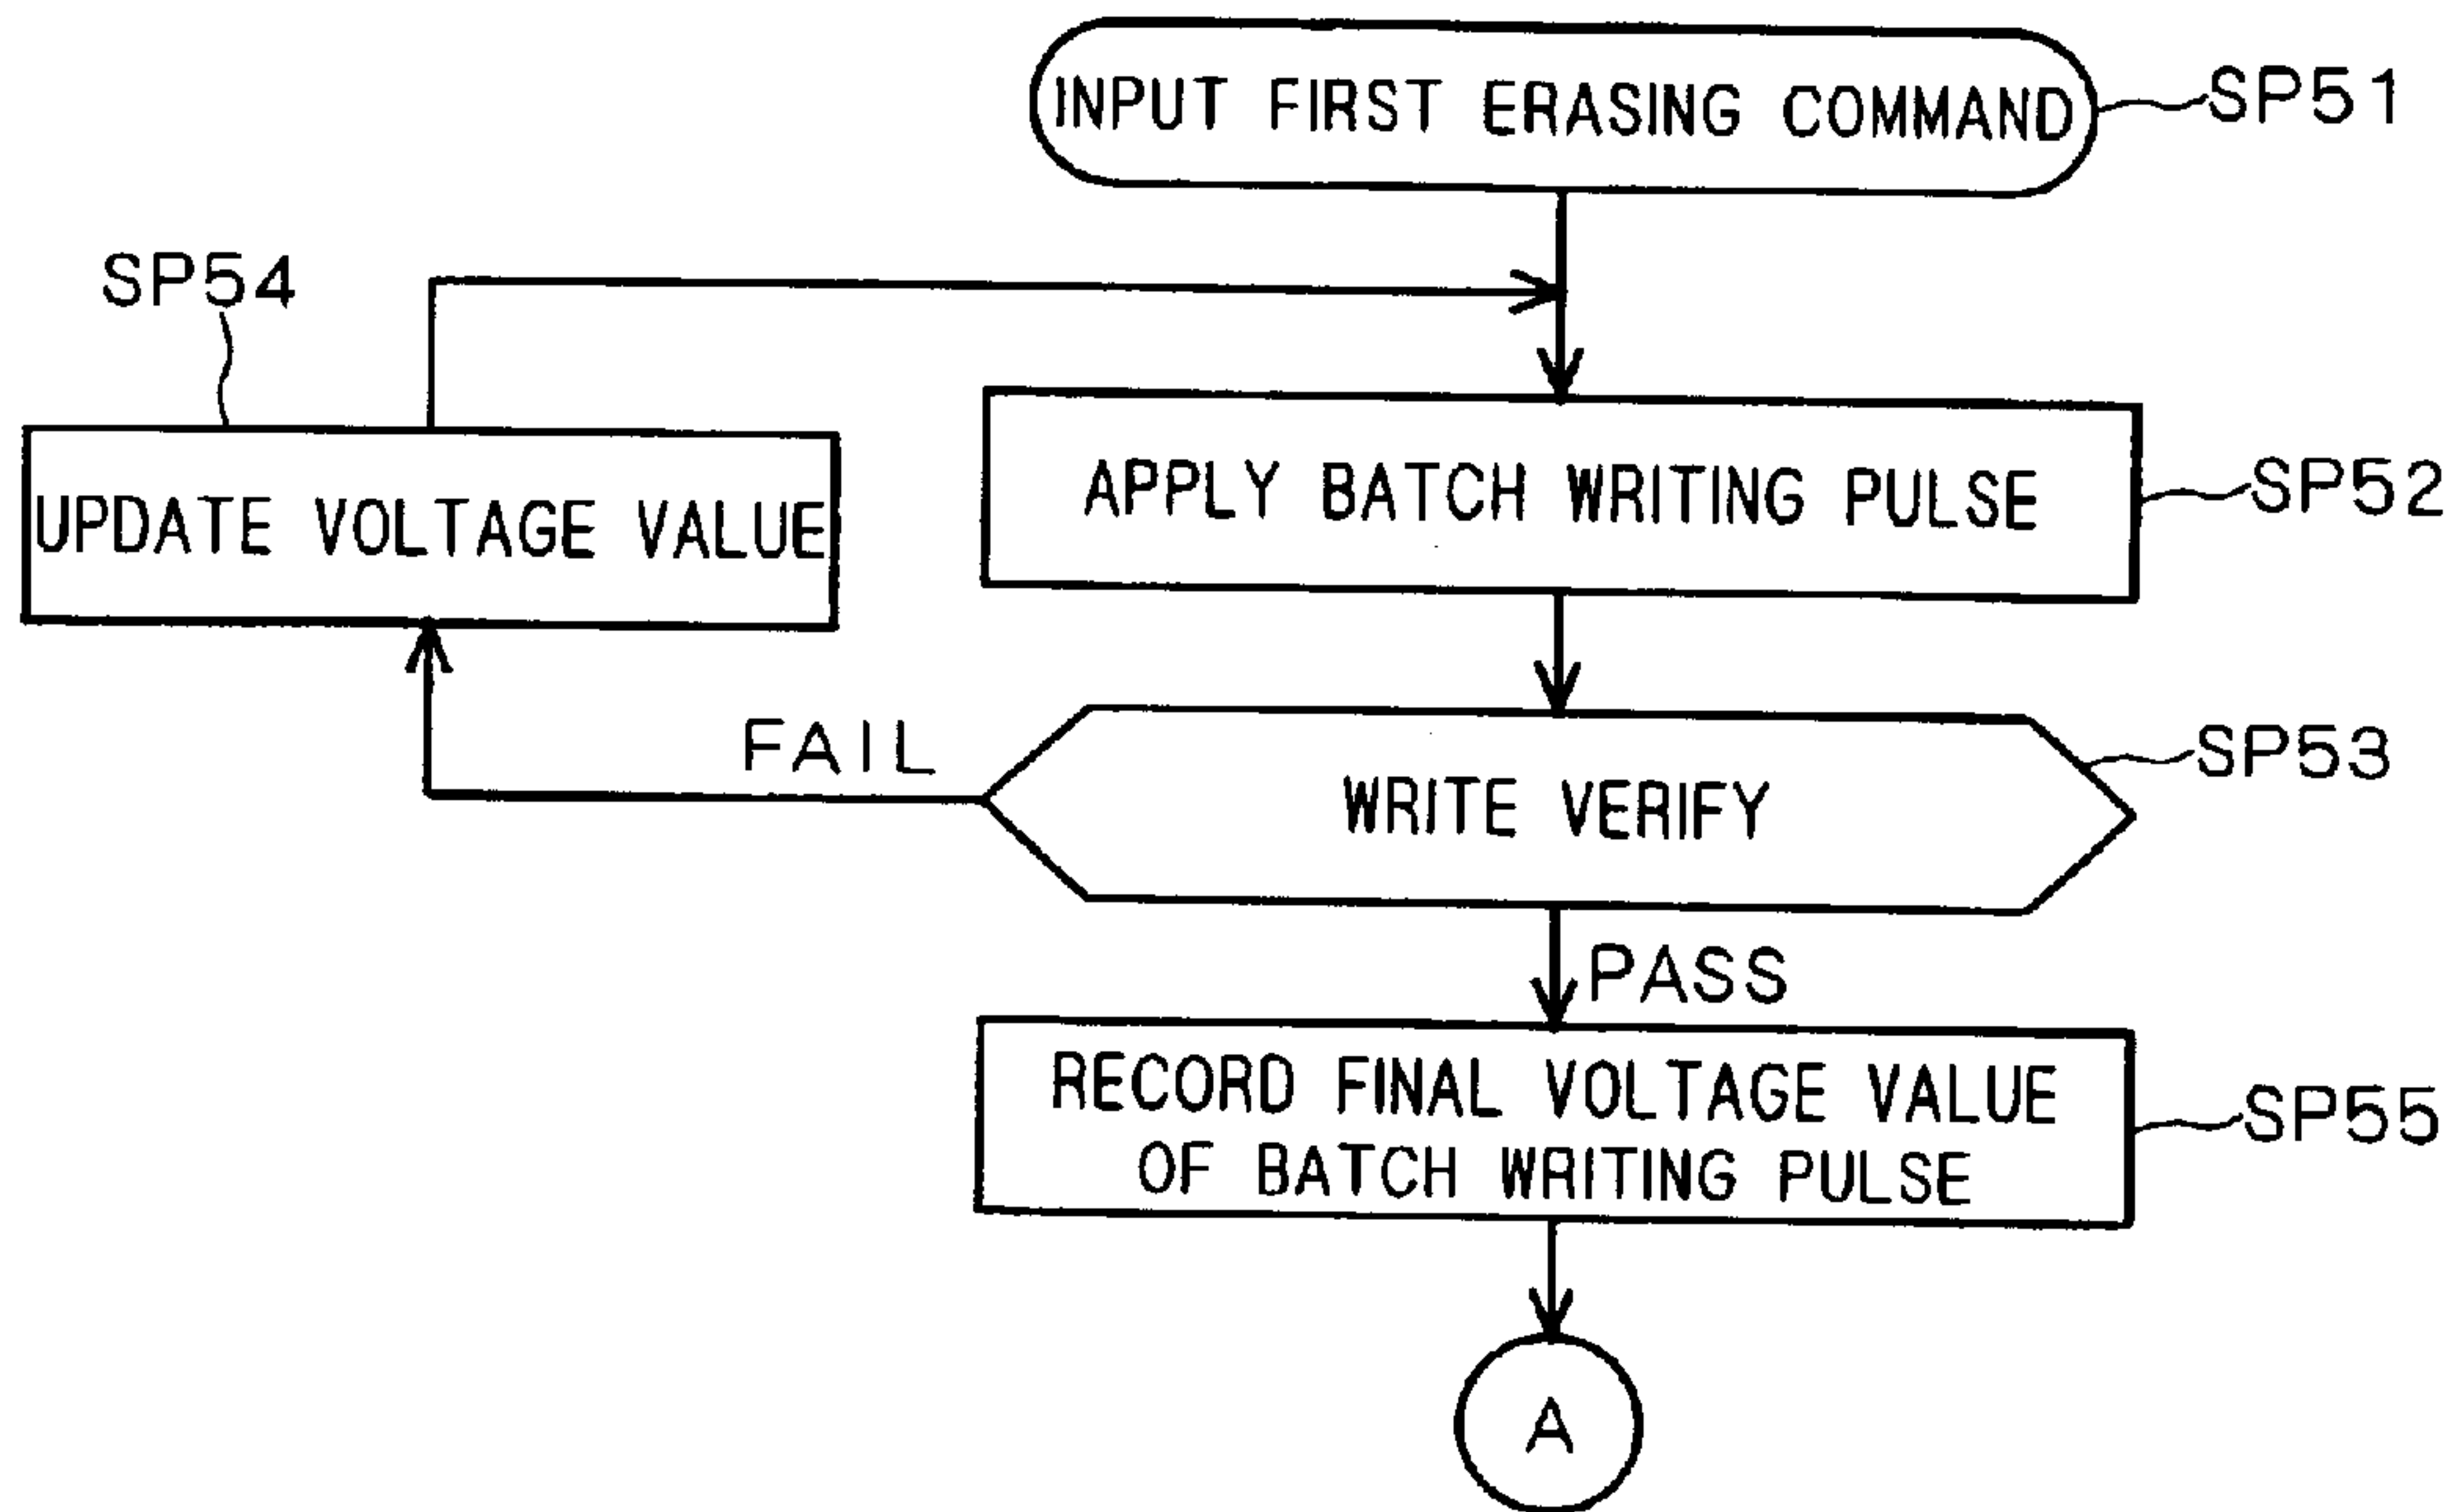 INPUT FIRST ERASING COMMAND
SP51
SP54
UPDATE VOLTAGE VALUE
APPLY BATCH WRITING PULSE
SP52
FAIL
WRITE VERIFY
SP53
PASS
RECORD FINAL VOLTAGE VALUE
OF BATCH WRITING PULSE
SP55
A